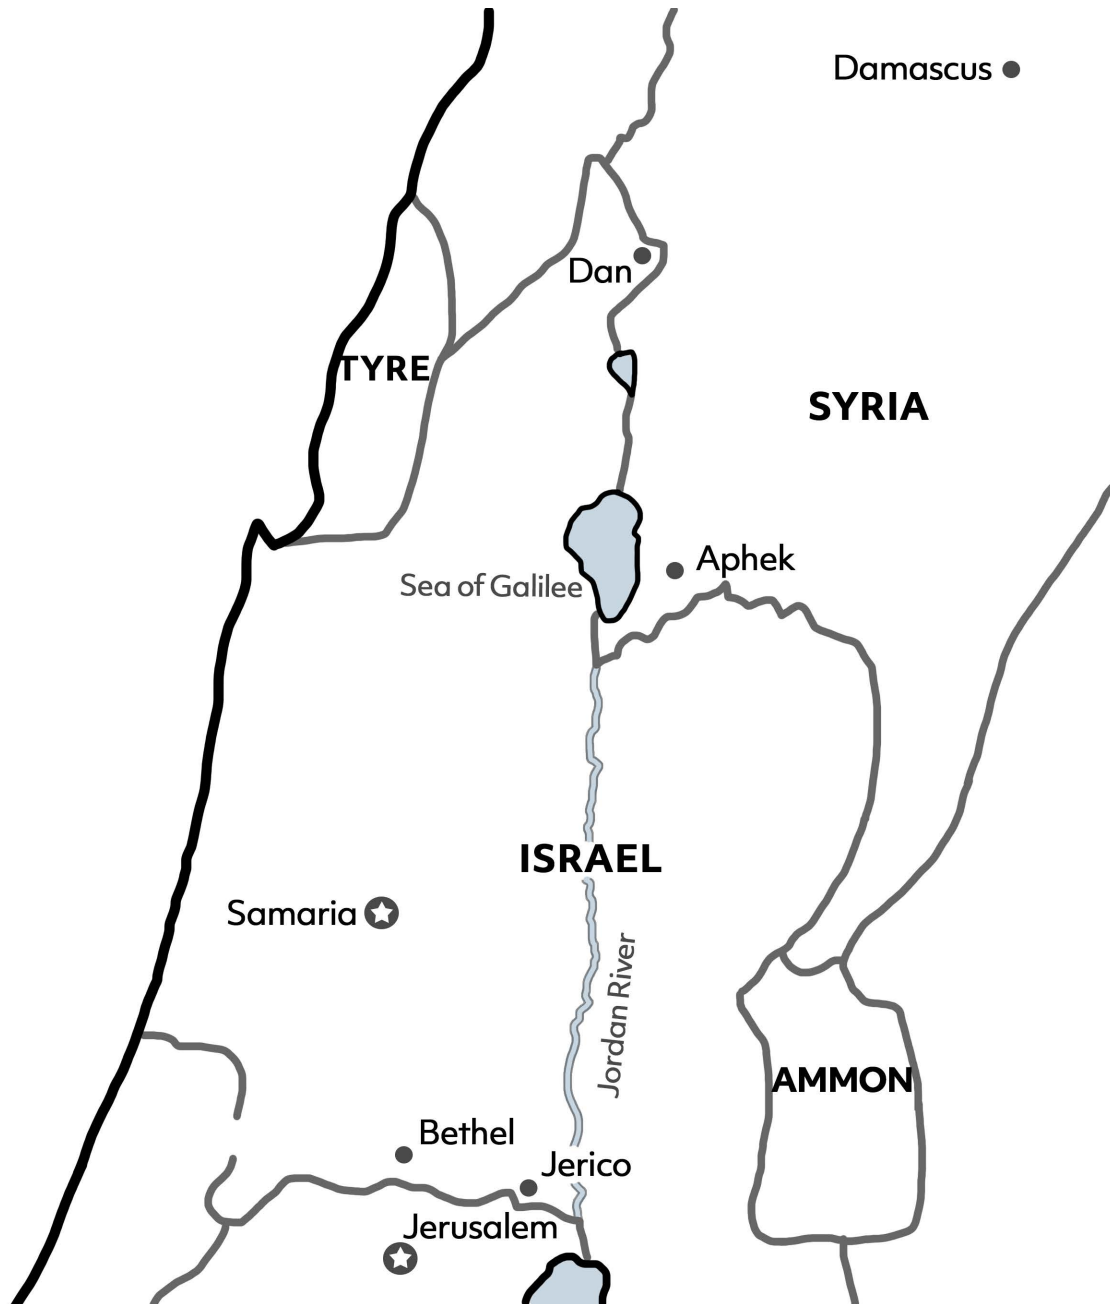 Damascus
Dan
TYRE
SYRIA
Aphek
Sea of Galilee
ISRAEL
Samaria
Jordan River
AMMON
Bethel
Jerico
Jerusalem